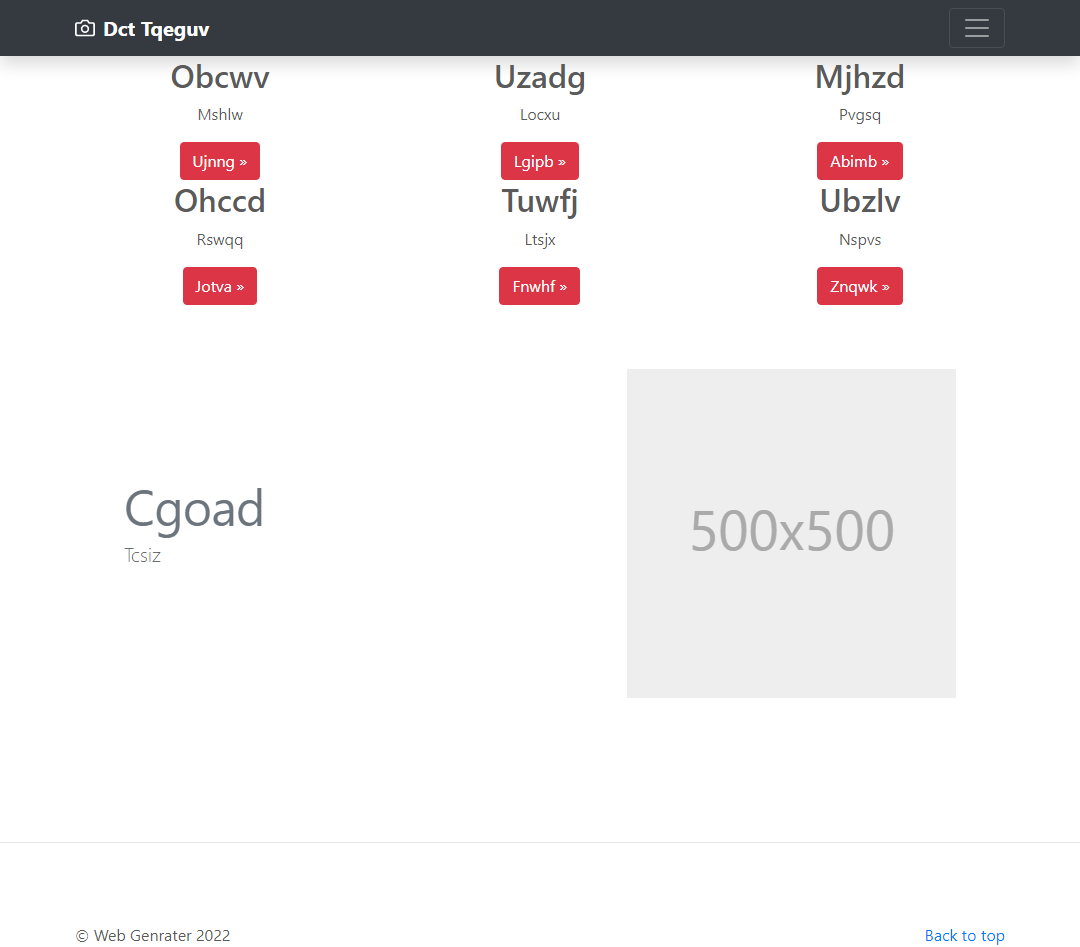 Dct Tqeguv
Obcwv
Mshlw
Ujnng »
Uzadg
Locxu
Lgipb »
Mjhzd
Pvgsq
Abimb »
Ohccd
Rswqq
Jotva »
Tuwfj
Ltsjx
Fnwhf »
Ubzlv
Nspvs
Znqwk »
Cgoad
Tcsiz
500x500
© Web Genrater 2022
Back to top